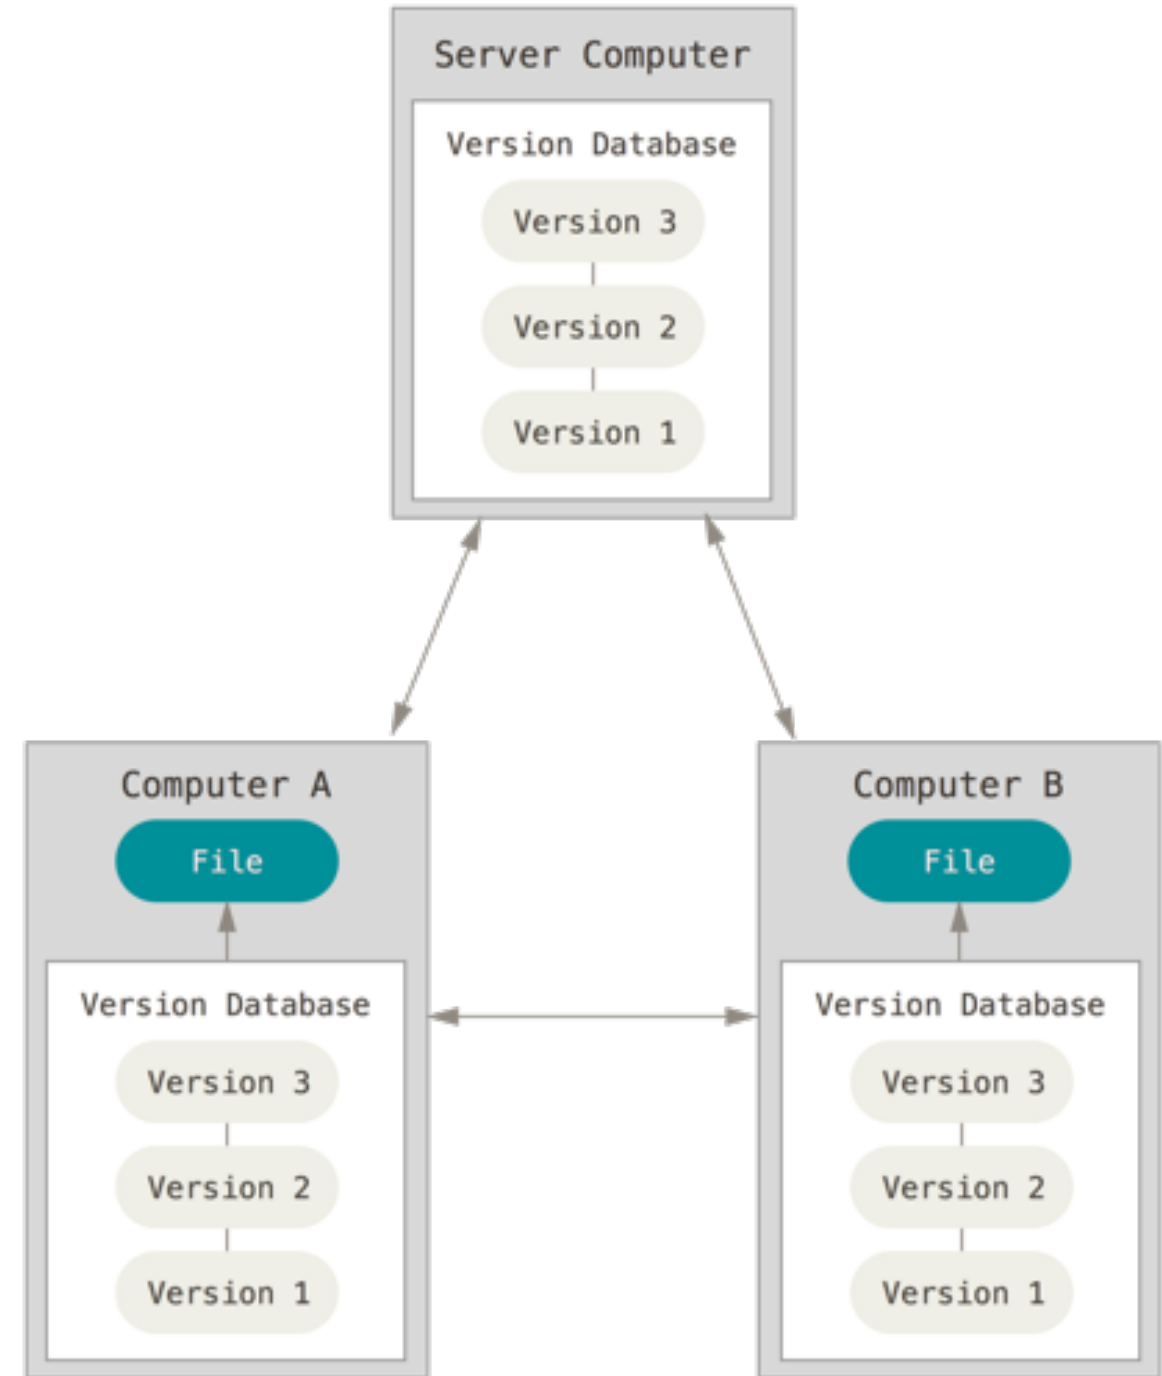 Server Computer
Version Database
Version 3
Version 2
Version 1
Computer A
File
Version Database
Version 3
Version 2
Version 1
Computer B
File
Version Database
Version 3
Version 2
Version 1